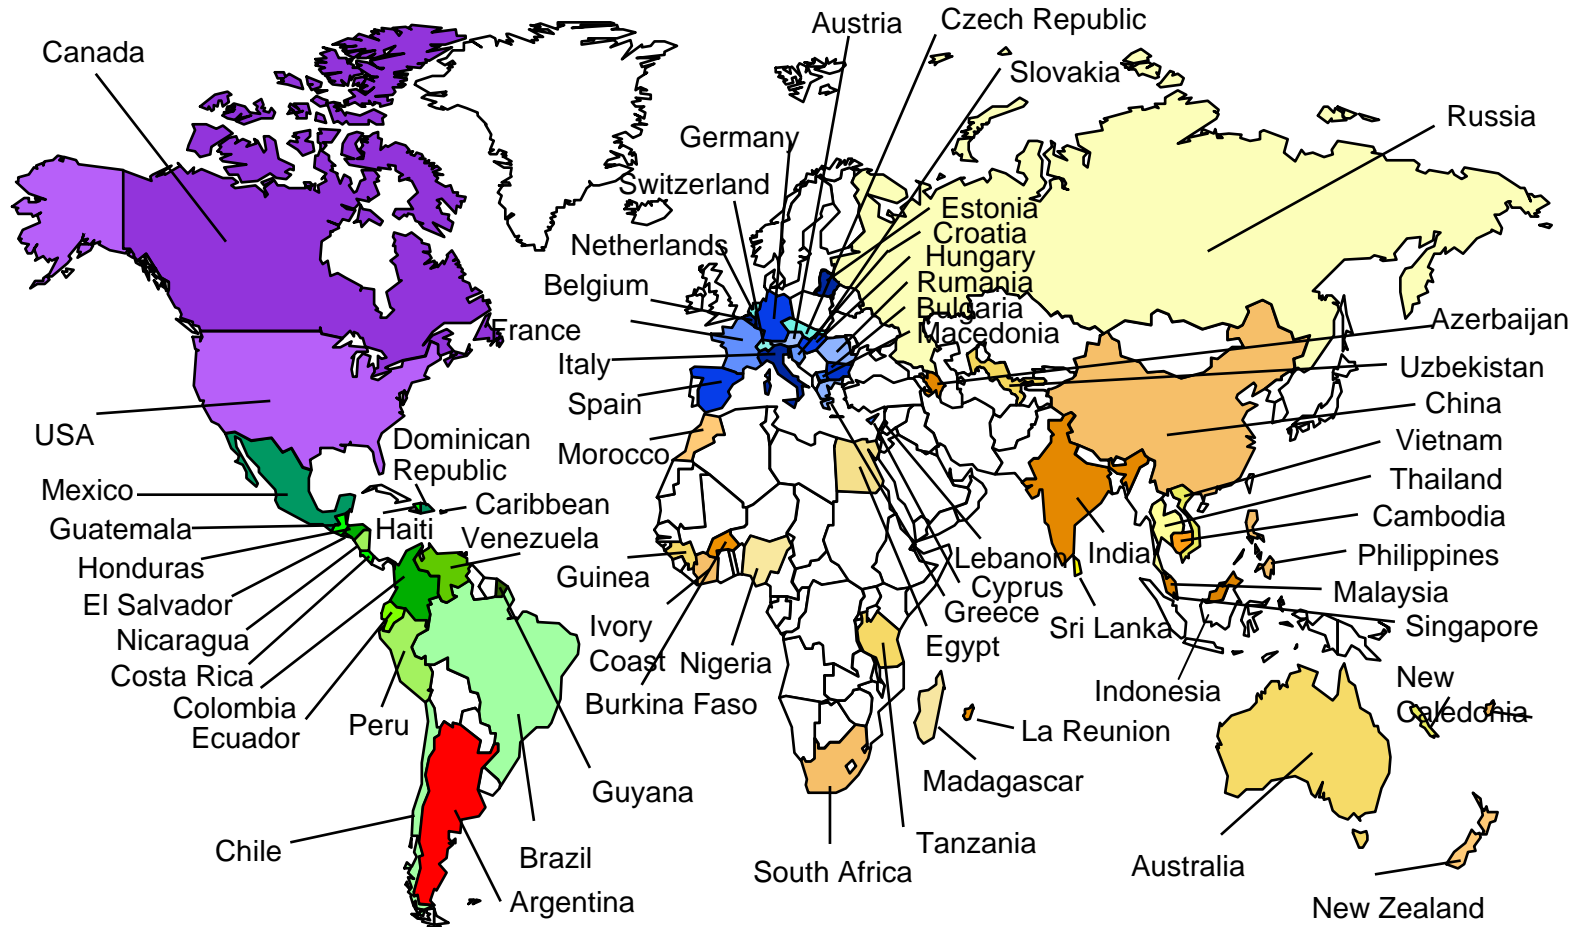 Austria
Czech Republic
Canada
Slovakia
Russia
Germany
Switzerland
Estonia
Croatia
Netherlands
Hungary
Belgium
Rumania
Bulgaria
France
Macedonia
Azerbaijan
Italy
Uzbekistan
Spain
China
USA
Dominican
Republic
Morocco
Vietnam
Mexico
Thailand
Caribbean
Guatemala
Haiti
Venezuela
Cambodia
Honduras
Guinea
Lebanon
India
Philippines
El Salvador
Cyprus
Malaysia
Nicaragua
Ivory
Coast
Greece
Sri Lanka
Singapore
Costa Rica
Nigeria
Egypt
Colombia
Burkina Faso
Indonesia
New
Caledonia
Ecuador
Peru
La Reunion
Guyana
Madagascar
Chile
Brazil
Tanzania
South Africa
Australia
Argentina
New Zealand